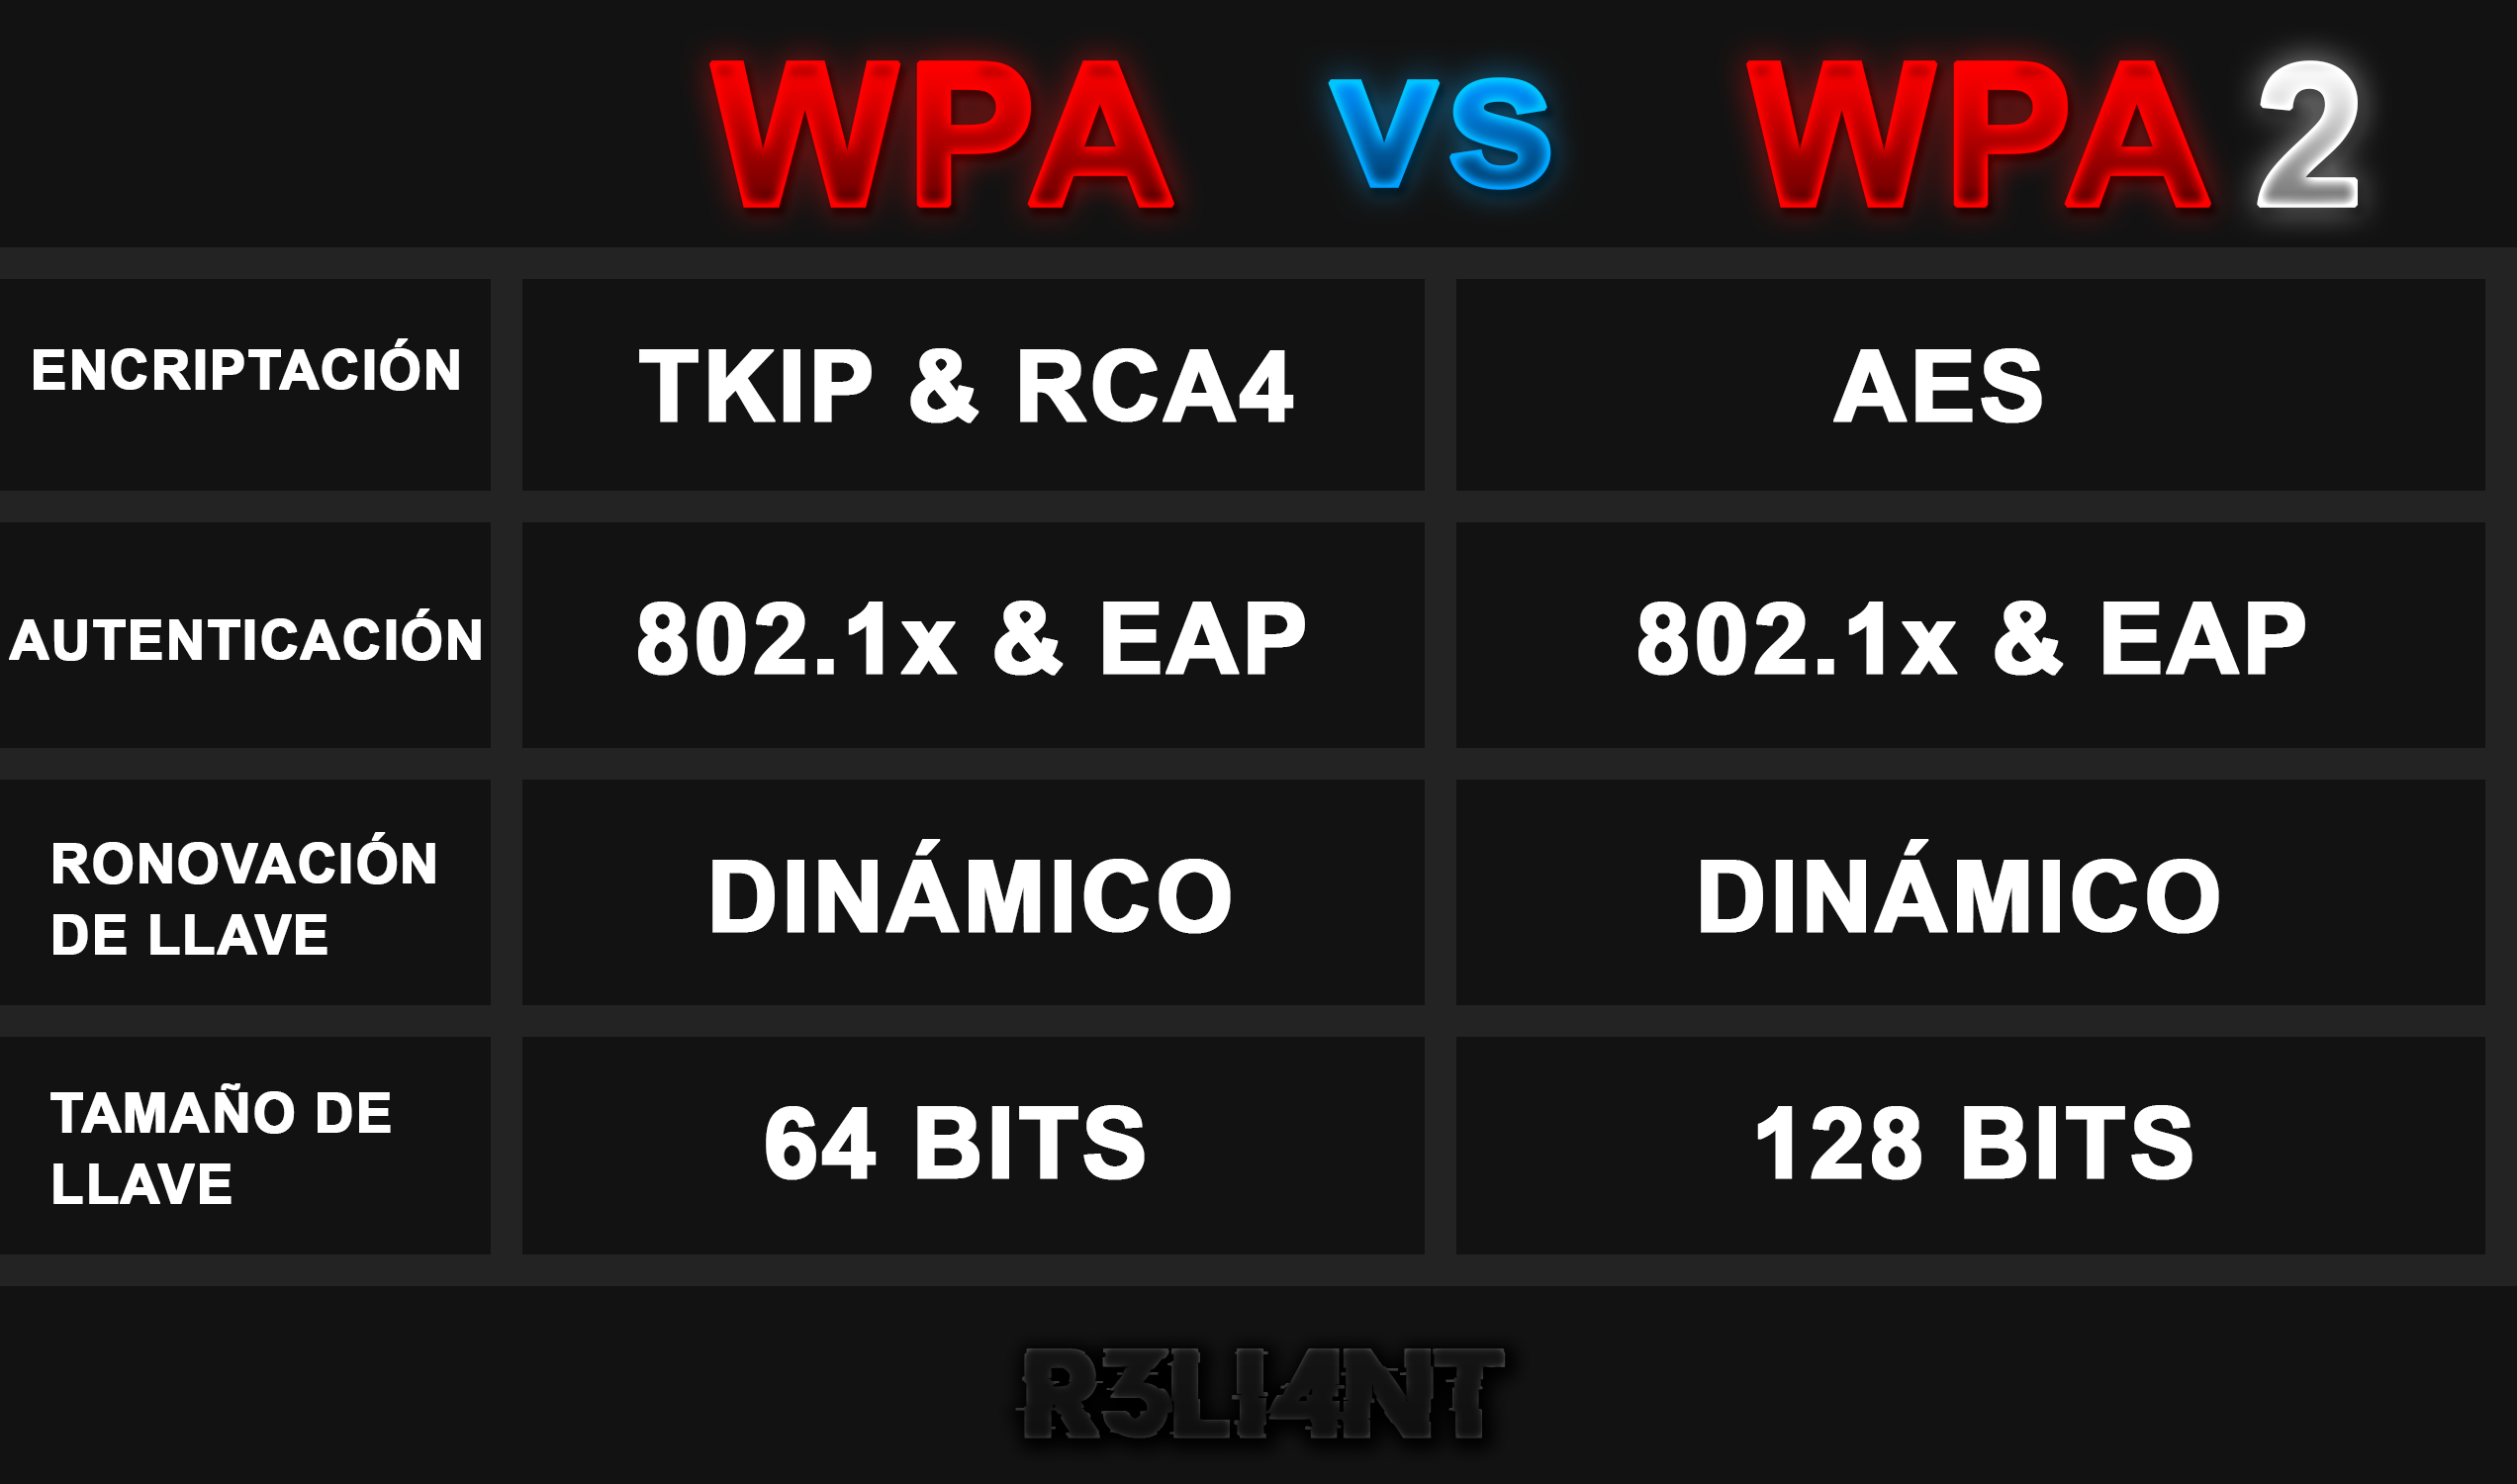 WPA VS WPA 2
ENCRIPTACIÓN TKIP & RCA4 AES
AUTENTICACIÓN 802.1x & EAP 802.1x & EAP
RONOVACIÓN
DE LLAVE DINÁMICO DINÁMICO
TAMAÑO DE
LLAVE 64 BITS 128 BITS
R3LI4NT